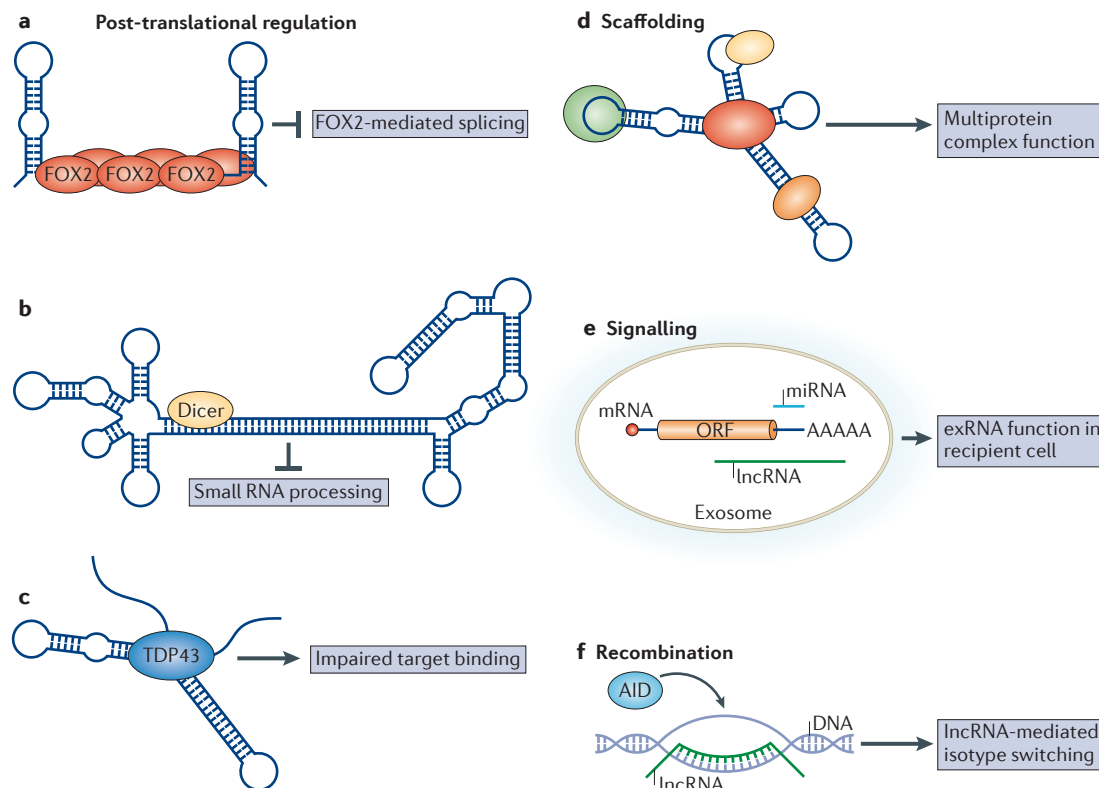 a Post-translational regulation
FOX2 FOX2 FOX2
FOX2-mediated splicing
b
Dicer
Small RNA processing
c
TDP43
Impaired target binding
d Scaffolding
Multiprotein
complex function
e Signalling
miRNA
mRNA
ORF
AAAAA
lncRNA
Exosome
exRNA function in
recipient cell
f Recombination
AID
DNA
lncRNA
lncRNA-mediated
isotype switching